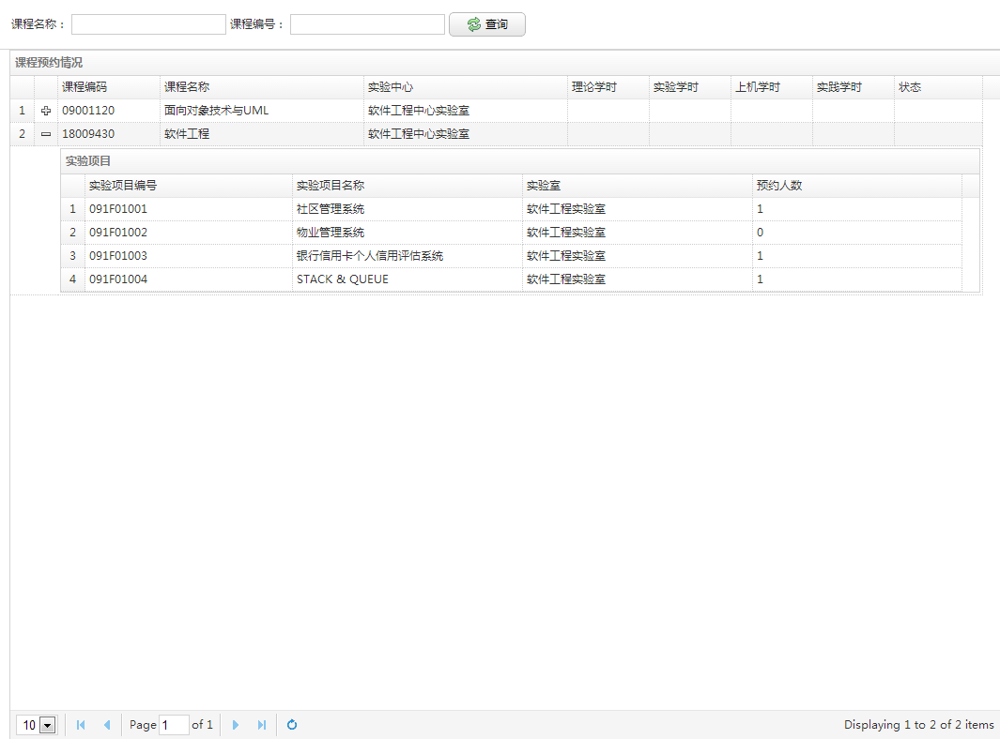 课程名称： 课程编号： 查询
课程预约情况
课程编码 课程名称 实验中心 理论学时 实验学时 上机学时 实践学时 状态
1 09001120 面向对象技术与UML 软件工程中心实验室
2 18009430 软件工程 软件工程中心实验室
实验项目
实验项目编号 实验项目名称 实验室 预约人数
1 091F01001 社区管理系统 软件工程实验室 1
2 091F01002 物业管理系统 软件工程实验室 0
3 091F01003 银行信用卡个人信用评估系统 软件工程实验室 1
4 091F01004 STACK & QUEUE 软件工程实验室 1
10 Page 1 of 1 Displaying 1 to 2 of 2 items